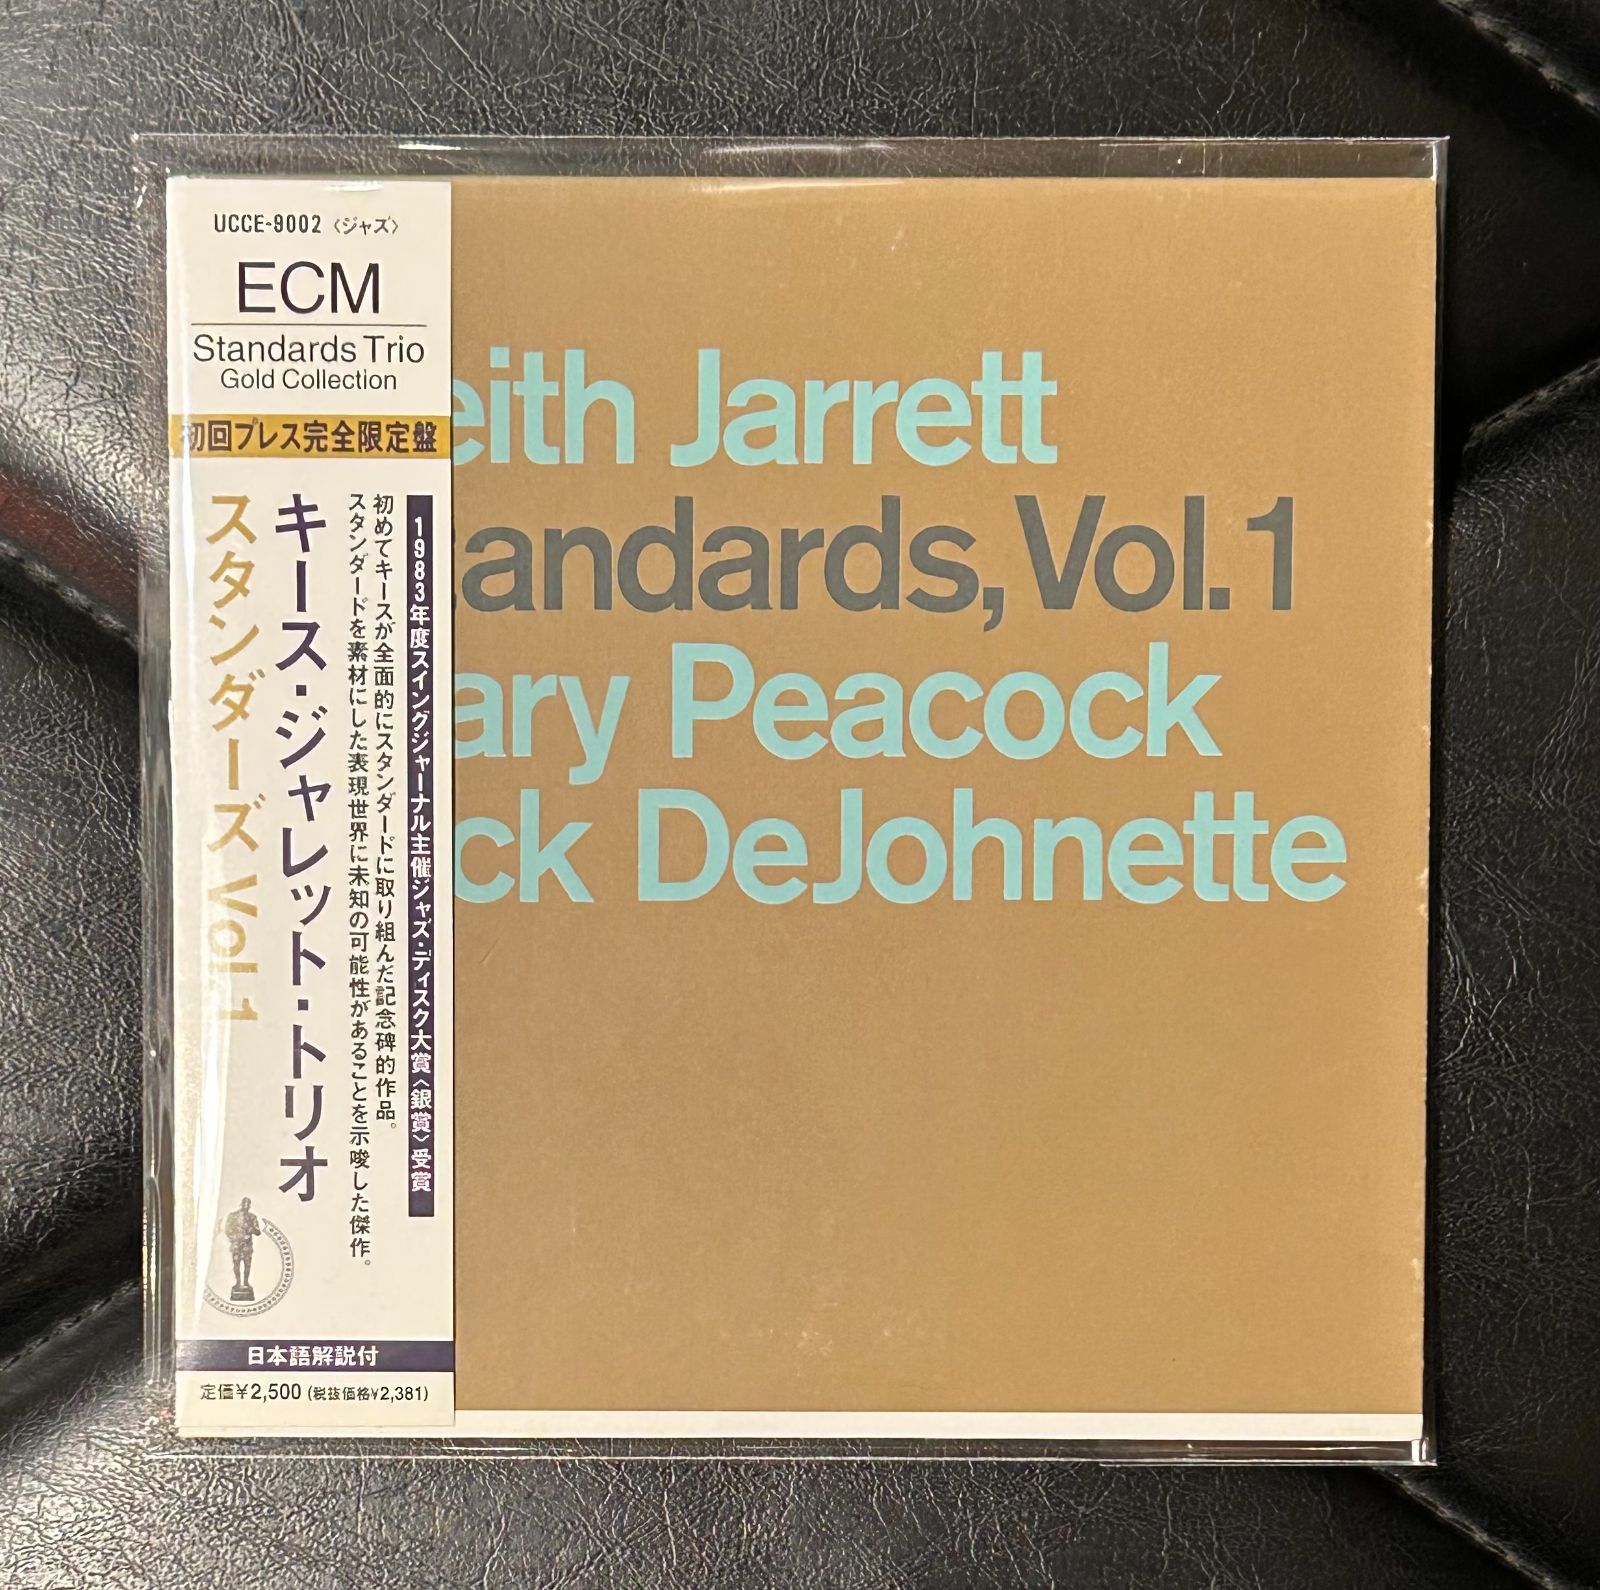 UCCE-9002〈ジャズ〉
ECM
Standards Trio
Gold Collection
初回プレス完全限定盤
1983年度スイングジャーナル主催ジャズ・ディスク大賞〈銀賞〉受賞
初めてキースが全面的にスタンダードに取り組んだ記念碑的作品。
スタンダードを素材にした表現世界に未知の可能性があることを示唆した傑作。
キース・ジャレット・トリオ
スタンダーズ Vol.1
日本語解説付
定価¥2,500 (税抜価格¥2,381)
eith Jarrett
tandards, Vol. 1
ary Peacock
ck DeJohnette